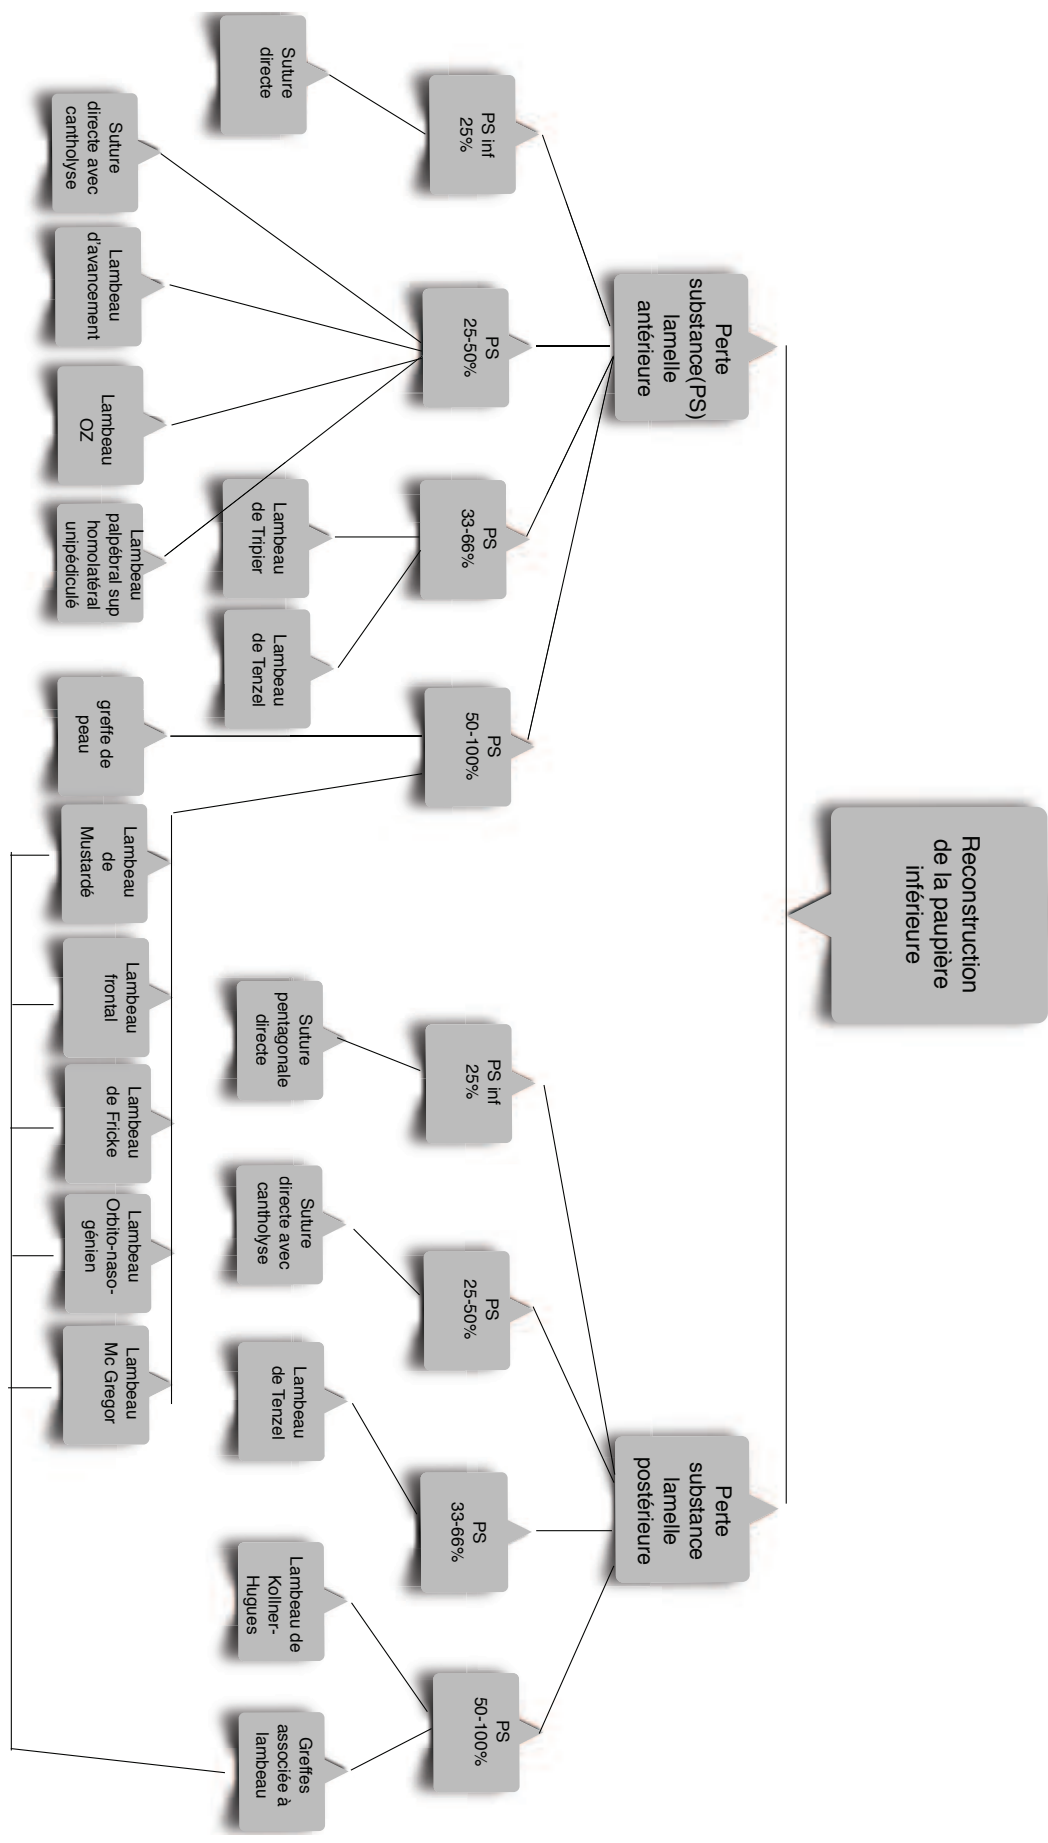 Reconstruction
de la paupière
inférieure
Perte
substance(PS)
lamelle
antérieure
Perte
substance
lamelle
postérieure
PS inf
25%
PS
25-50%
PS
33-66%
PS
50-100%
PS inf
25%
PS
25-50%
PS
33-66%
PS
50-100%
Suture
directe
Lambeau
de Tripier
Lambeau
de Tenzel
Suture
pentagonale
directe
Suture
directe avec
cantholyse
Lambeau
de Tenzel
Lambeau de
Kollner-
Hugues
Greffes
associée à
lambeau
Suture
directe avec
cantholyse
Lambeau
d'avancement
Lambeau
OZ
Lambeau
palpébral sup
homolatéral
unipédiculé
greffe de
peau
Lambeau
de
Mustardé
Lambeau
frontal
Lambeau
de Fricke
Lambeau
Orbito-naso-
génien
Lambeau
Mc Gregor